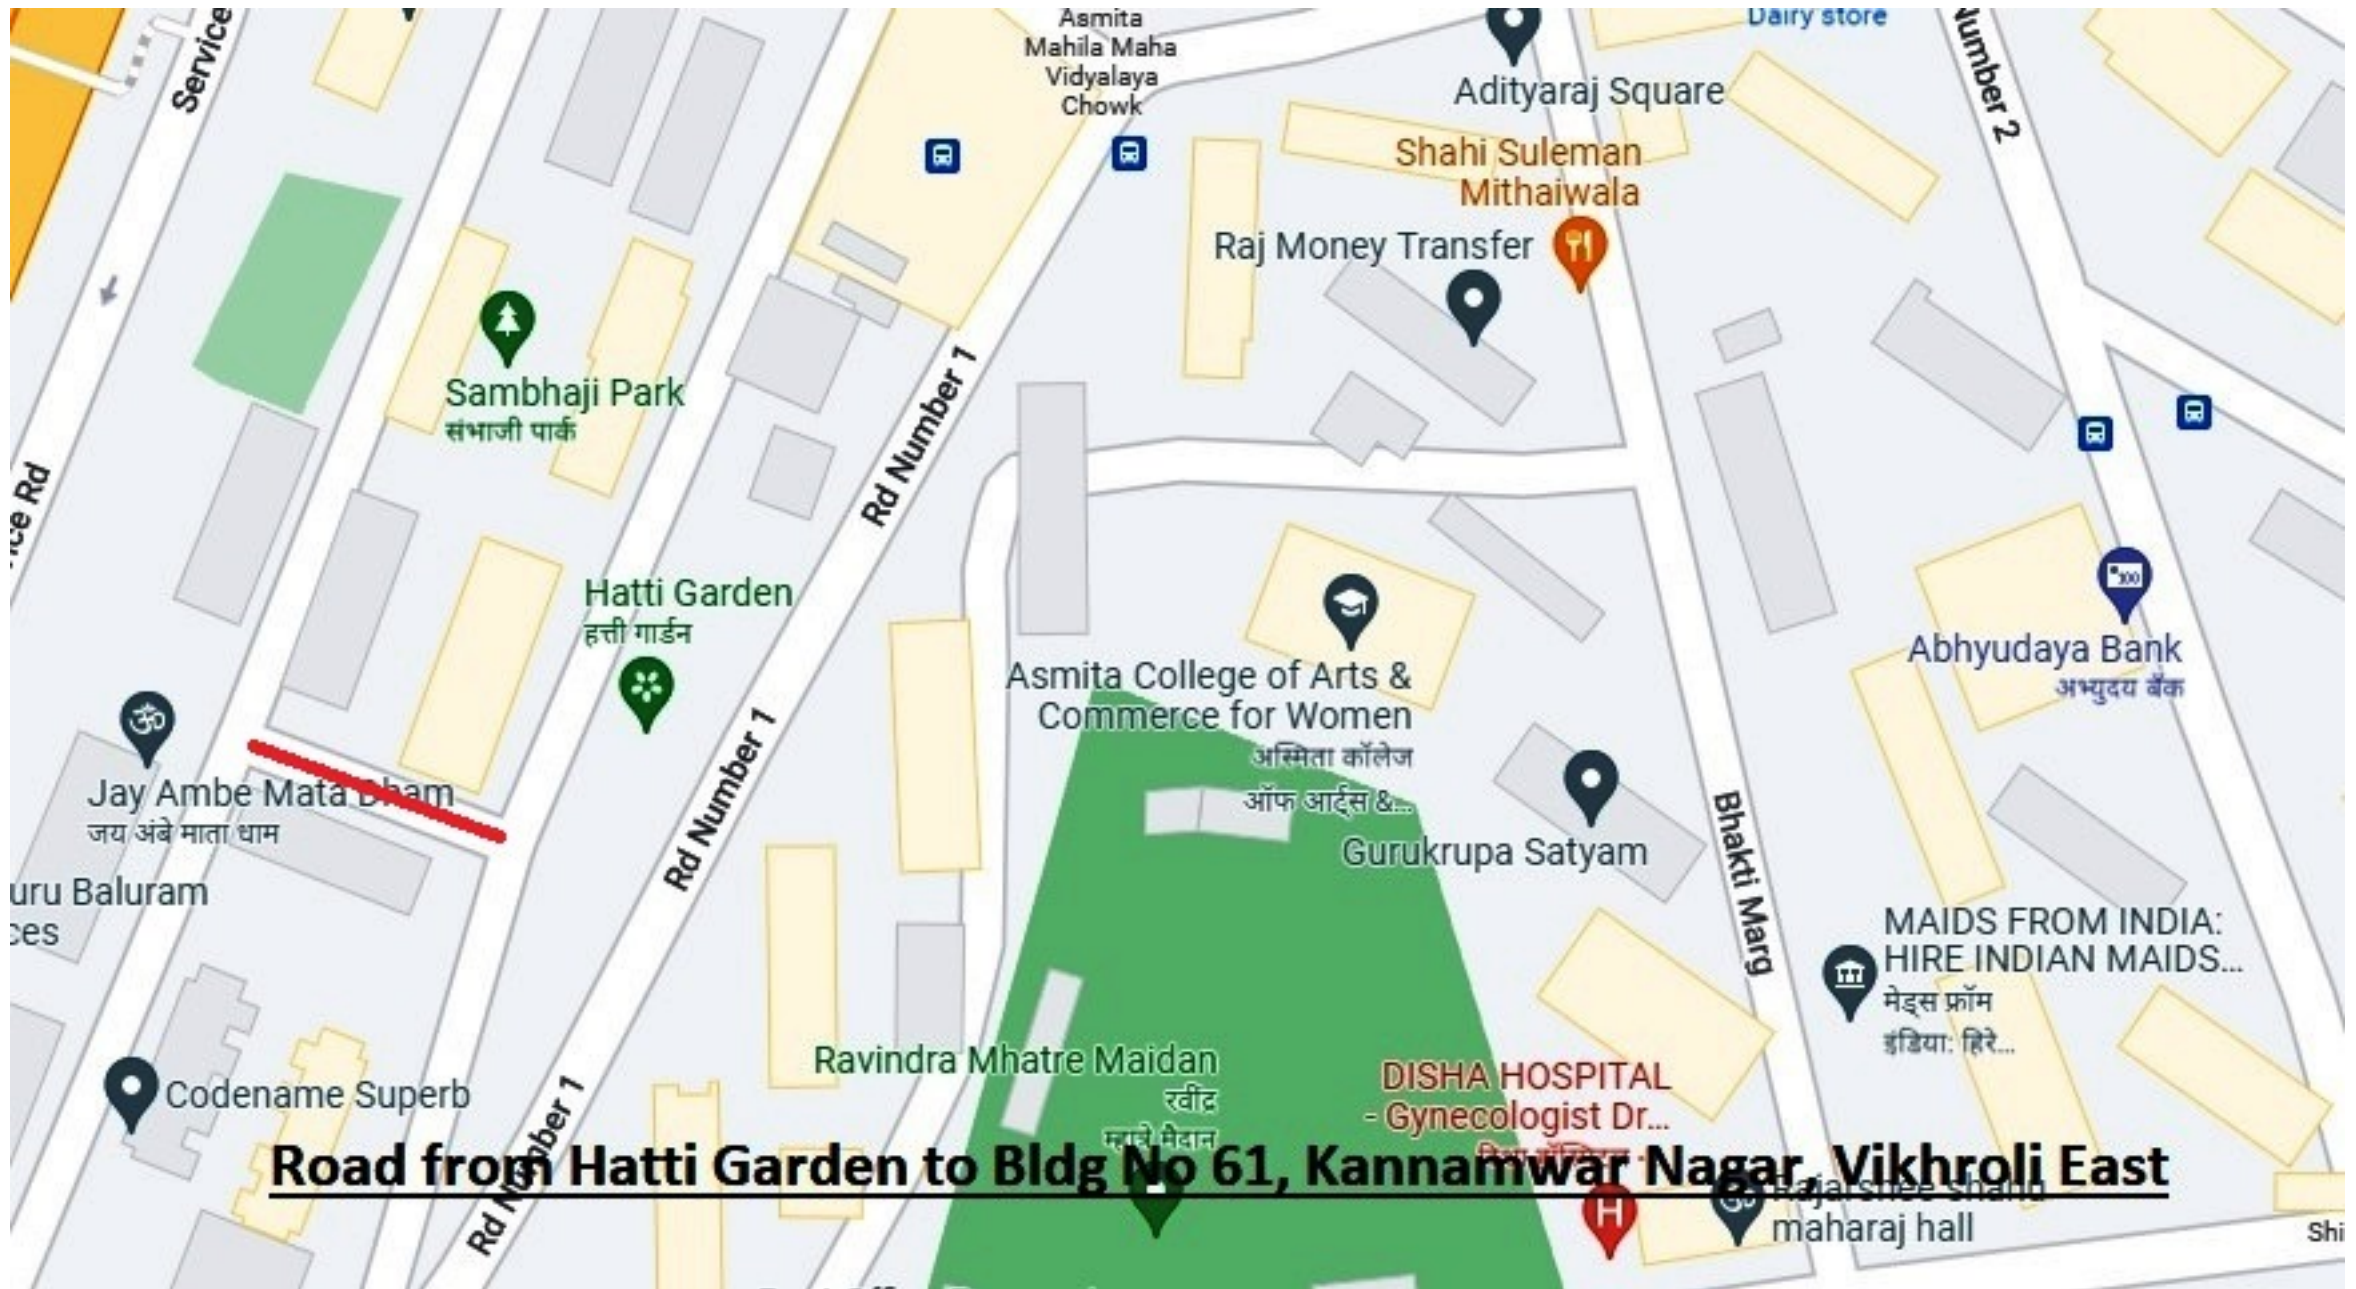 Service
Asmita
Mahila Maha
Vidyalaya
Chowk
Dairy store
Number 2
Adityaraj Square
Shahi Suleman
Mithaiwala
Raj Money Transfer
Sambhaji Park
संभाजी पार्क
Rd Number 1
Rd
Hatti Garden
हत्ती गार्डन
Asmita College of Arts &
Commerce for Women
अस्मिता कॉलेज
ऑफ आर्ट्स &...
Abhyudaya Bank
अभ्युदय बँक
Jay Ambe Mata Dham
जय अंबे माता धाम
Rd Number 1
Gurukrupa Satyam
Bhakti Marg
Baluram
MAIDS FROM INDIA:
HIRE INDIAN MAIDS...
मेड्स फ्रॉम
इंडिया: हिरे...
Ravindra Mhatre Maidan
रवींद्र
म्हात्रे मैदान
DISHA HOSPITAL
- Gynecologist Dr...
Codename Superb
Rd Number 1
Road from Hatti Garden to Bldg No 61, Kannamwar Nagar, Vikhroli East
Rajarshee shahu
maharaj hall